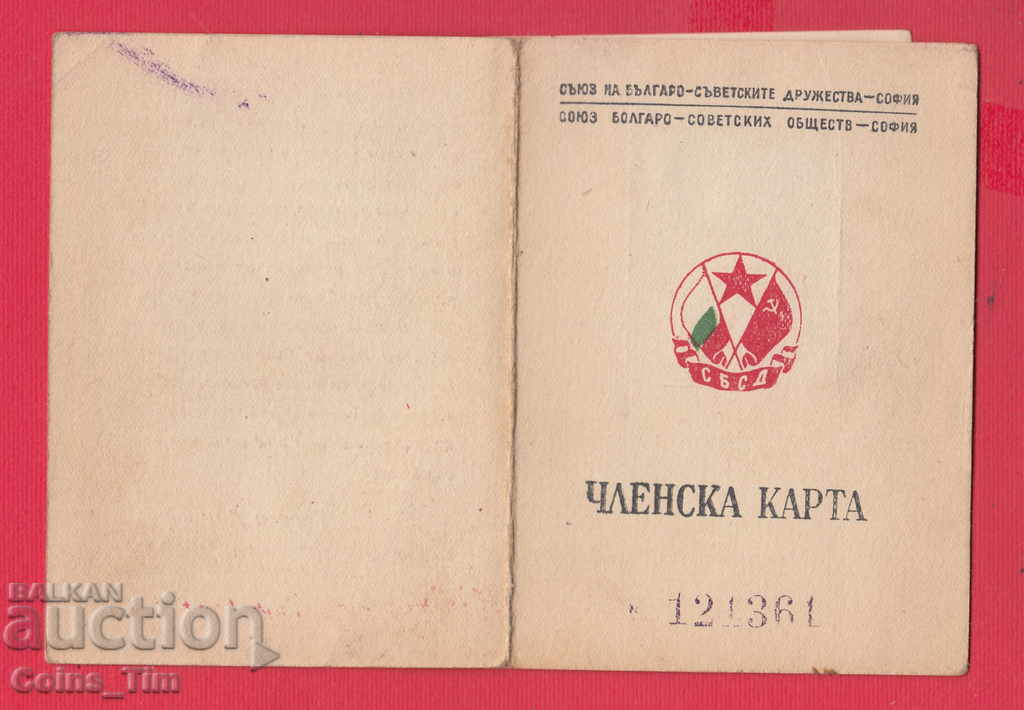 СЪЮЗ НА БЪЛГАРО-СЪВЕТСКИТЕ ДРУЖЕСТВА-СОФИЯ
СОЮЗ БОЛГАРО-СОВЕТСКИХ ОБЩЕСТВ-СОФИЯ
СБСД
ЧЛЕНСКА КАРТА
121361
BALKAN
auction
Coins_Tim